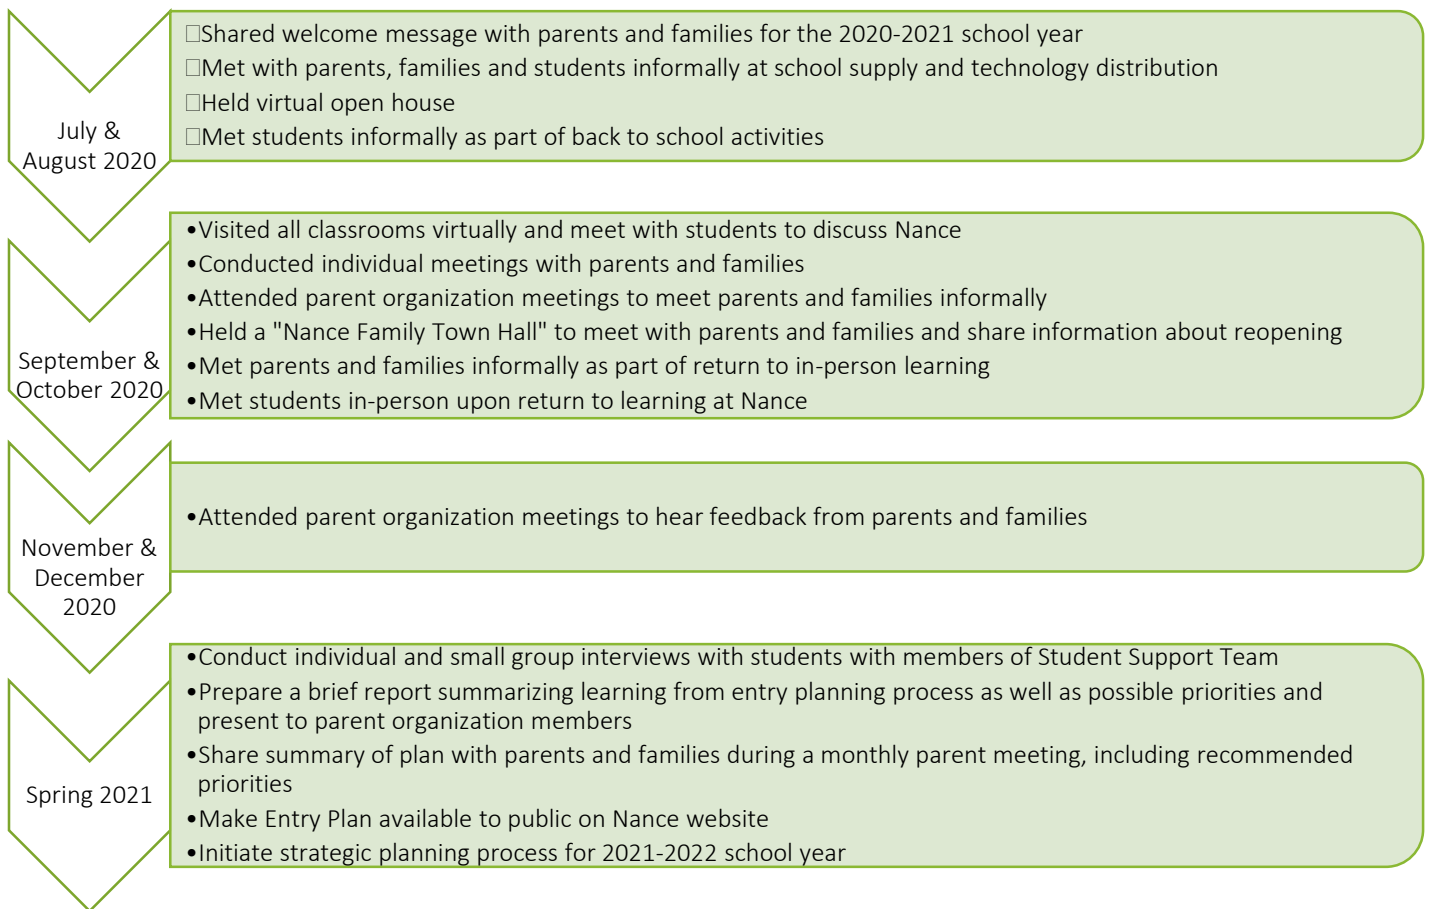 July &
August 2020
□Shared welcome message with parents and families for the 2020-2021 school year
□Met with parents, families and students informally at school supply and technology distribution
□Held virtual open house
□Met students informally as part of back to school activities
September &
October 2020
•Visited all classrooms virtually and meet with students to discuss Nance
•Conducted individual meetings with parents and families
•Attended parent organization meetings to meet parents and families informally
•Held a "Nance Family Town Hall" to meet with parents and families and share information about reopening
•Met parents and families informally as part of return to in-person learning
•Met students in-person upon return to learning at Nance
November &
December
2020
•Attended parent organization meetings to hear feedback from parents and families
Spring 2021
•Conduct individual and small group interviews with students with members of Student Support Team
•Prepare a brief report summarizing learning from entry planning process as well as possible priorities and
present to parent organization members
•Share summary of plan with parents and families during a monthly parent meeting, including recommended
priorities
•Make Entry Plan available to public on Nance website
•Initiate strategic planning process for 2021-2022 school year